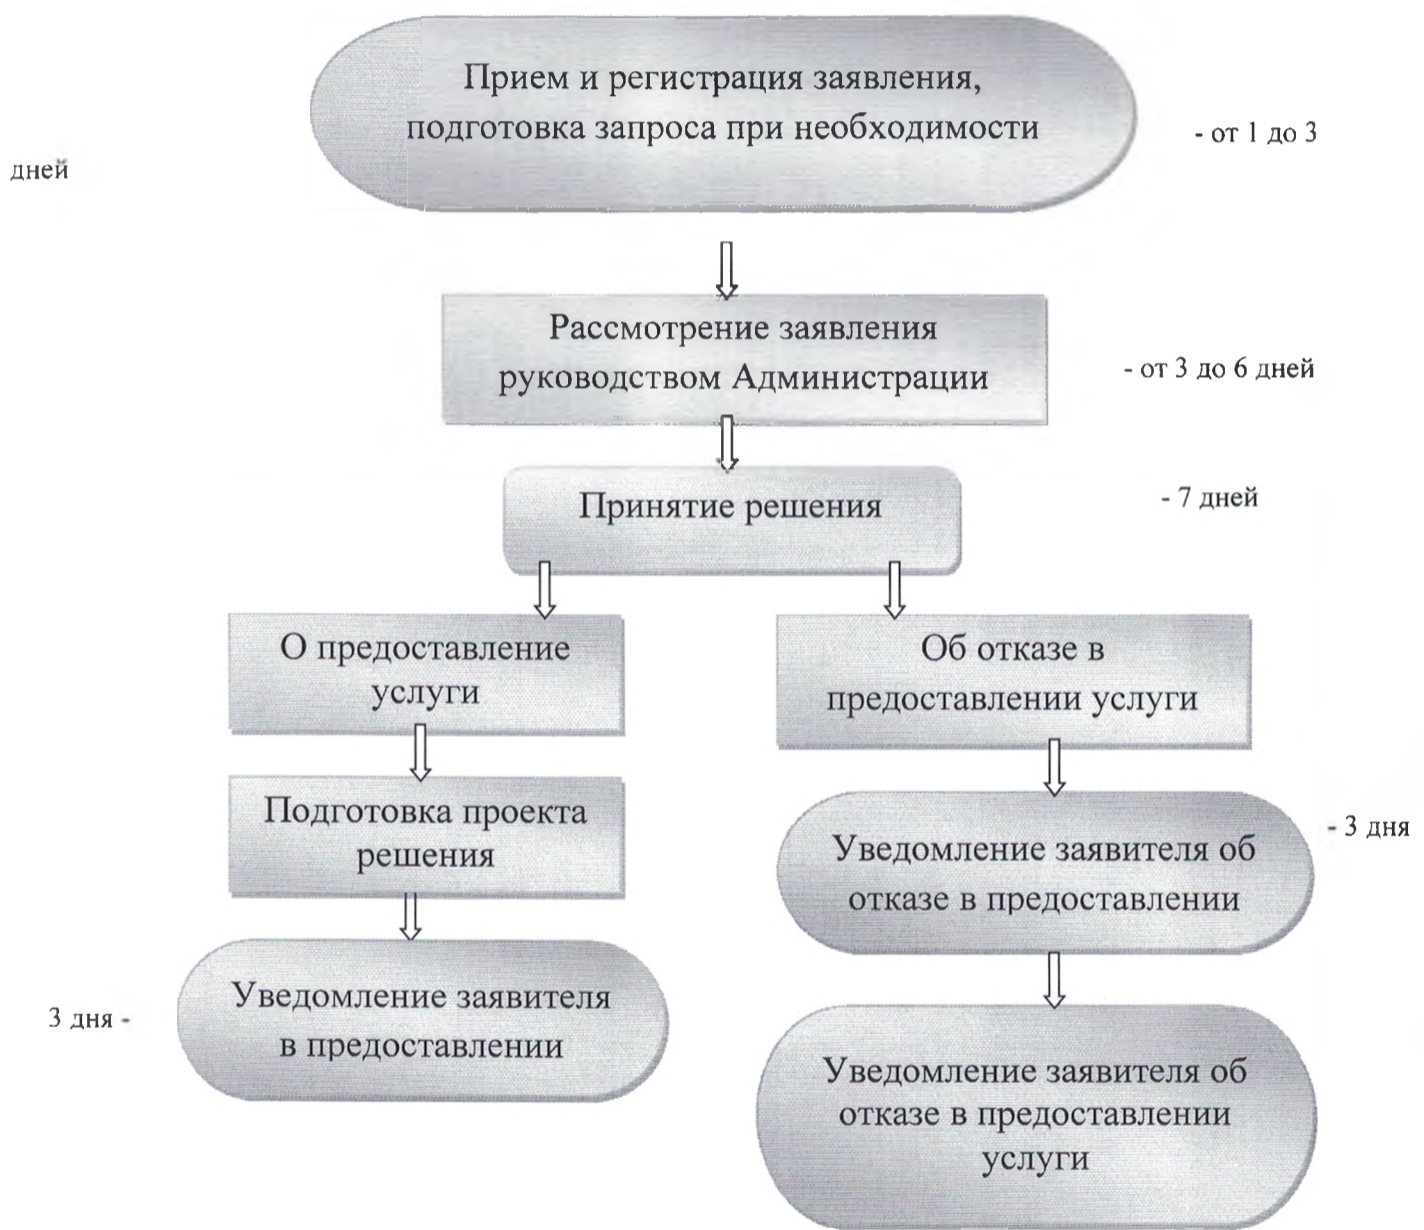 Прием и регистрация заявления,
подготовка запроса при необходимости
- от 1 до 3
дней
Рассмотрение заявления
руководством Администрации
- от 3 до 6 дней
Принятие решения
- 7 дней
О предоставление
услуги
Об отказе в
предоставлении услуги
Подготовка проекта
решения
Уведомление заявителя об
отказе в предоставлении
- 3 дня
Уведомление заявителя
в предоставлении
3 дня -
Уведомление заявителя об
отказе в предоставлении
услуги